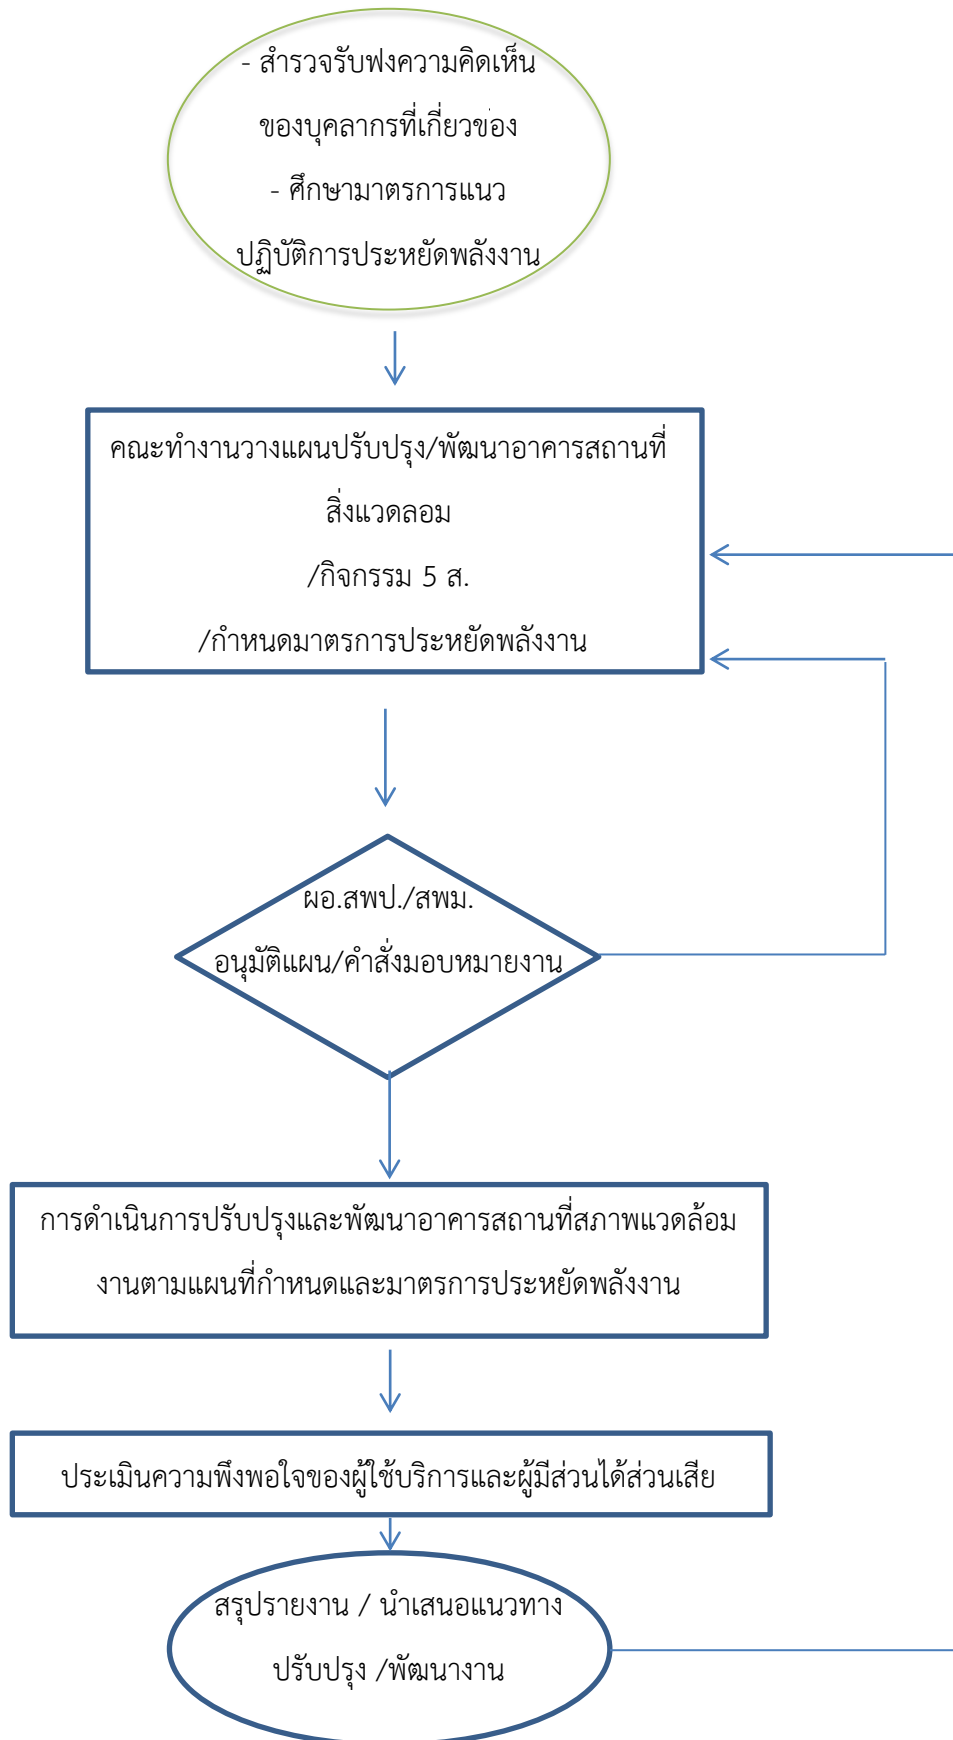 - สำรวจรับฟงความคิดเห็น
ของบุคลากรที่เกี่ยวข่อง
- ศึกษามาตรการแนว
ปฏิบัติการประหยัดพลังงาน
คณะทำงานวางแผนปรับปรุง/พัฒนาอาคารสถานที่
สิ่งแวดลอม
/กิจกรรม 5 ส.
/กำหนดมาตรการประหยัดพลังงาน
ผอ.สพป./สพม.
อนุมัติแผน/คำสั่งมอบหมายงาน
การดำเนินการปรับปรุงและพัฒนาอาคารสถานที่สภาพแวดล้อม
งานตามแผนที่กำหนดและมาตรการประหยัดพลังงาน
ประเมินความพึงพอใจของผู้ใช้บริการและผู้มีส่วนได้ส่วนเสีย
สรุปรายงาน / นำเสนอแนวทาง
ปรับปรุง /พัฒนางาน